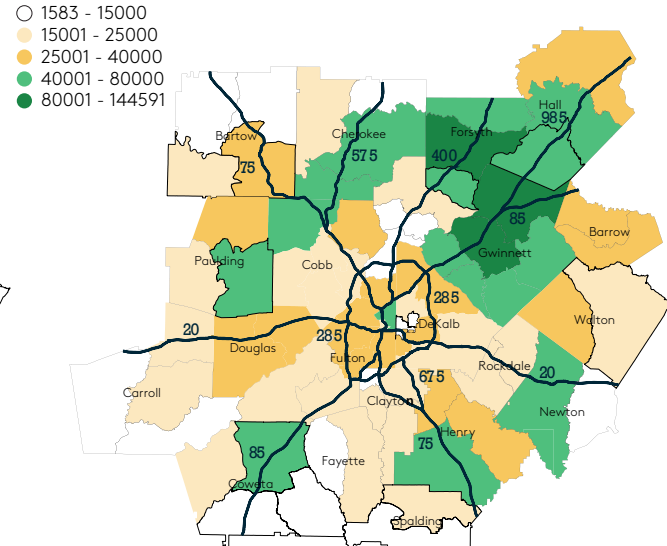 1583 - 15000
15001 - 25000
25001 - 40000
40001 - 80000
80001 - 144591
Hall
985
Bartow
Cherokee
Forsyth
75
575
400
85
Barrow
Gwinnett
Paulding
Cobb
285
20
285
DeKalb
Walton
Douglas
Fulton
Rockdale
20
675
Carroll
Clayton
Newton
Henry
75
85
Fayette
Coweta
Spalding